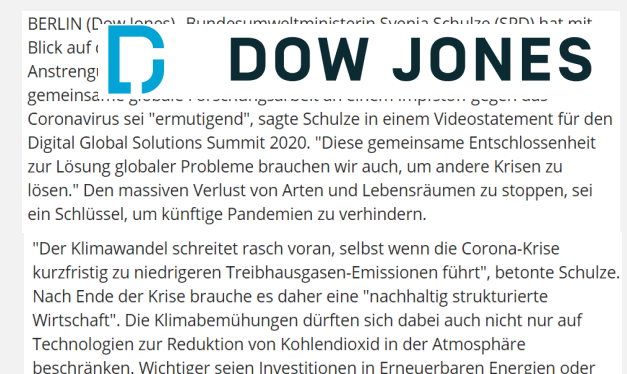 BERLIN (Dow Jones)--Bundesumweltministerin Svenja Schulze (SPD) hat mit
Blick auf
DOW JONES
gemeinsame globale Forschungsarbeit an einem Impfstoff gegen das
Coronavirus sei "ermutigend", sagte Schulze in einem Videostatement für den
Digital Global Solutions Summit 2020. "Diese gemeinsame Entschlossenheit
zur Lösung globaler Probleme brauchen wir auch, um andere Krisen zu
lösen." Den massiven Verlust von Arten und Lebensräumen zu stoppen, sei
ein Schlüssel, um künftige Pandemien zu verhindern.
"Der Klimawandel schreitet rasch voran, selbst wenn die Corona-Krise
kurzfristig zu niedrigeren Treibhausgasen-Emissionen führt", betonte Schulze.
Nach Ende der Krise brauche es daher eine "nachhaltig strukturierte
Wirtschaft". Die Klimabemühungen dürften sich dabei auch nicht nur auf
Technologien zur Reduktion von Kohlendioxid in der Atmosphäre
beschränken. Wichtiger seien Investitionen in Erneuerbaren Energien oder